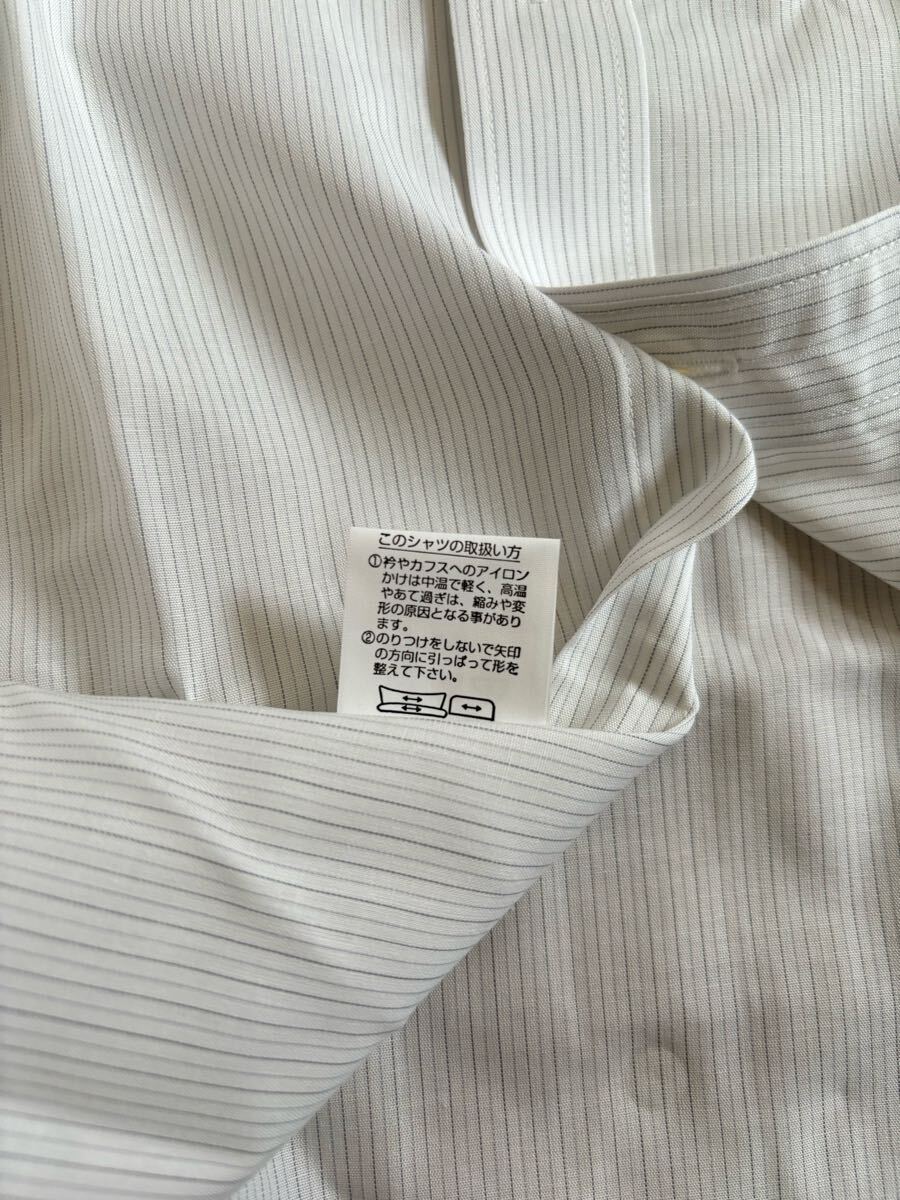 このシャツの取扱い方
①衿やカフスへのアイロン
かけは中温で軽く、高温
やあて過ぎは、縮みや変
形の原因となる事があり
ます。
②のりつけをしないで矢印
の方向に引っぱって形を
整えて下さい。